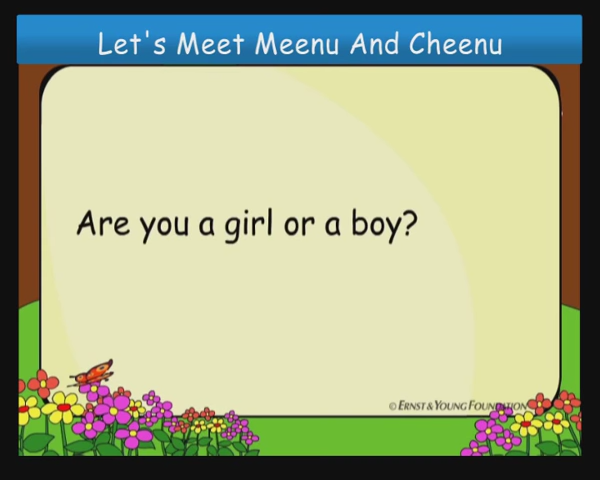 Let's Meet Meenu And Cheenu
Are you a girl or a boy?
© ERNST & YOUNG FOUNDATION